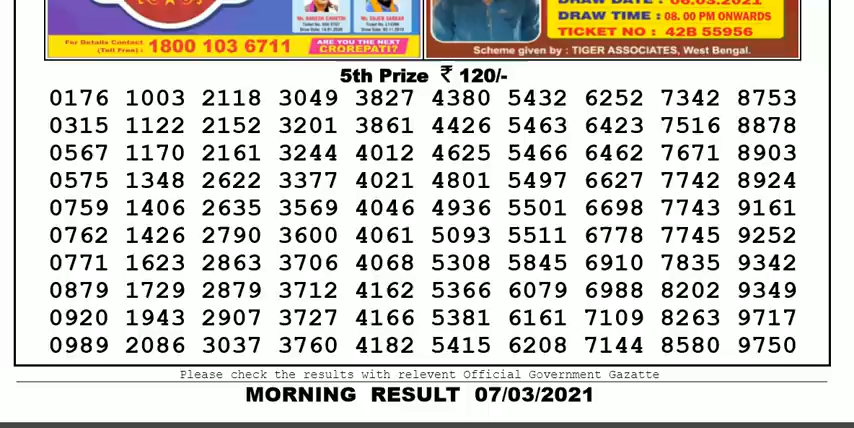 DRAW DATE : 06.03.2021
DRAW TIME : 08. 00 PM ONWARDS
TICKET NO : 42B 55956
For Details Contact
(Toll Free) : 1800 103 6711
ARE YOU THE NEXT
CROREPATI?
Scheme given by : TIGER ASSOCIATES, West Bengal.
5th Prize ₹ 120/-
0176 1003 2118 3049 3827 4380 5432 6252 7342 8753
0315 1122 2152 3201 3861 4426 5463 6423 7516 8878
0567 1170 2161 3244 4012 4625 5466 6462 7671 8903
0575 1348 2622 3377 4021 4801 5497 6627 7742 8924
0759 1406 2635 3569 4046 4936 5501 6698 7743 9161
0762 1426 2790 3600 4061 5093 5511 6778 7745 9252
0771 1623 2863 3706 4068 5308 5845 6910 7835 9342
0879 1729 2879 3712 4162 5366 6079 6988 8202 9349
0920 1943 2907 3727 4166 5381 6161 7109 8263 9717
0989 2086 3037 3760 4182 5415 6208 7144 8580 9750
Please check the results with relevent Official Government Gazatte
MORNING RESULT 07/03/2021